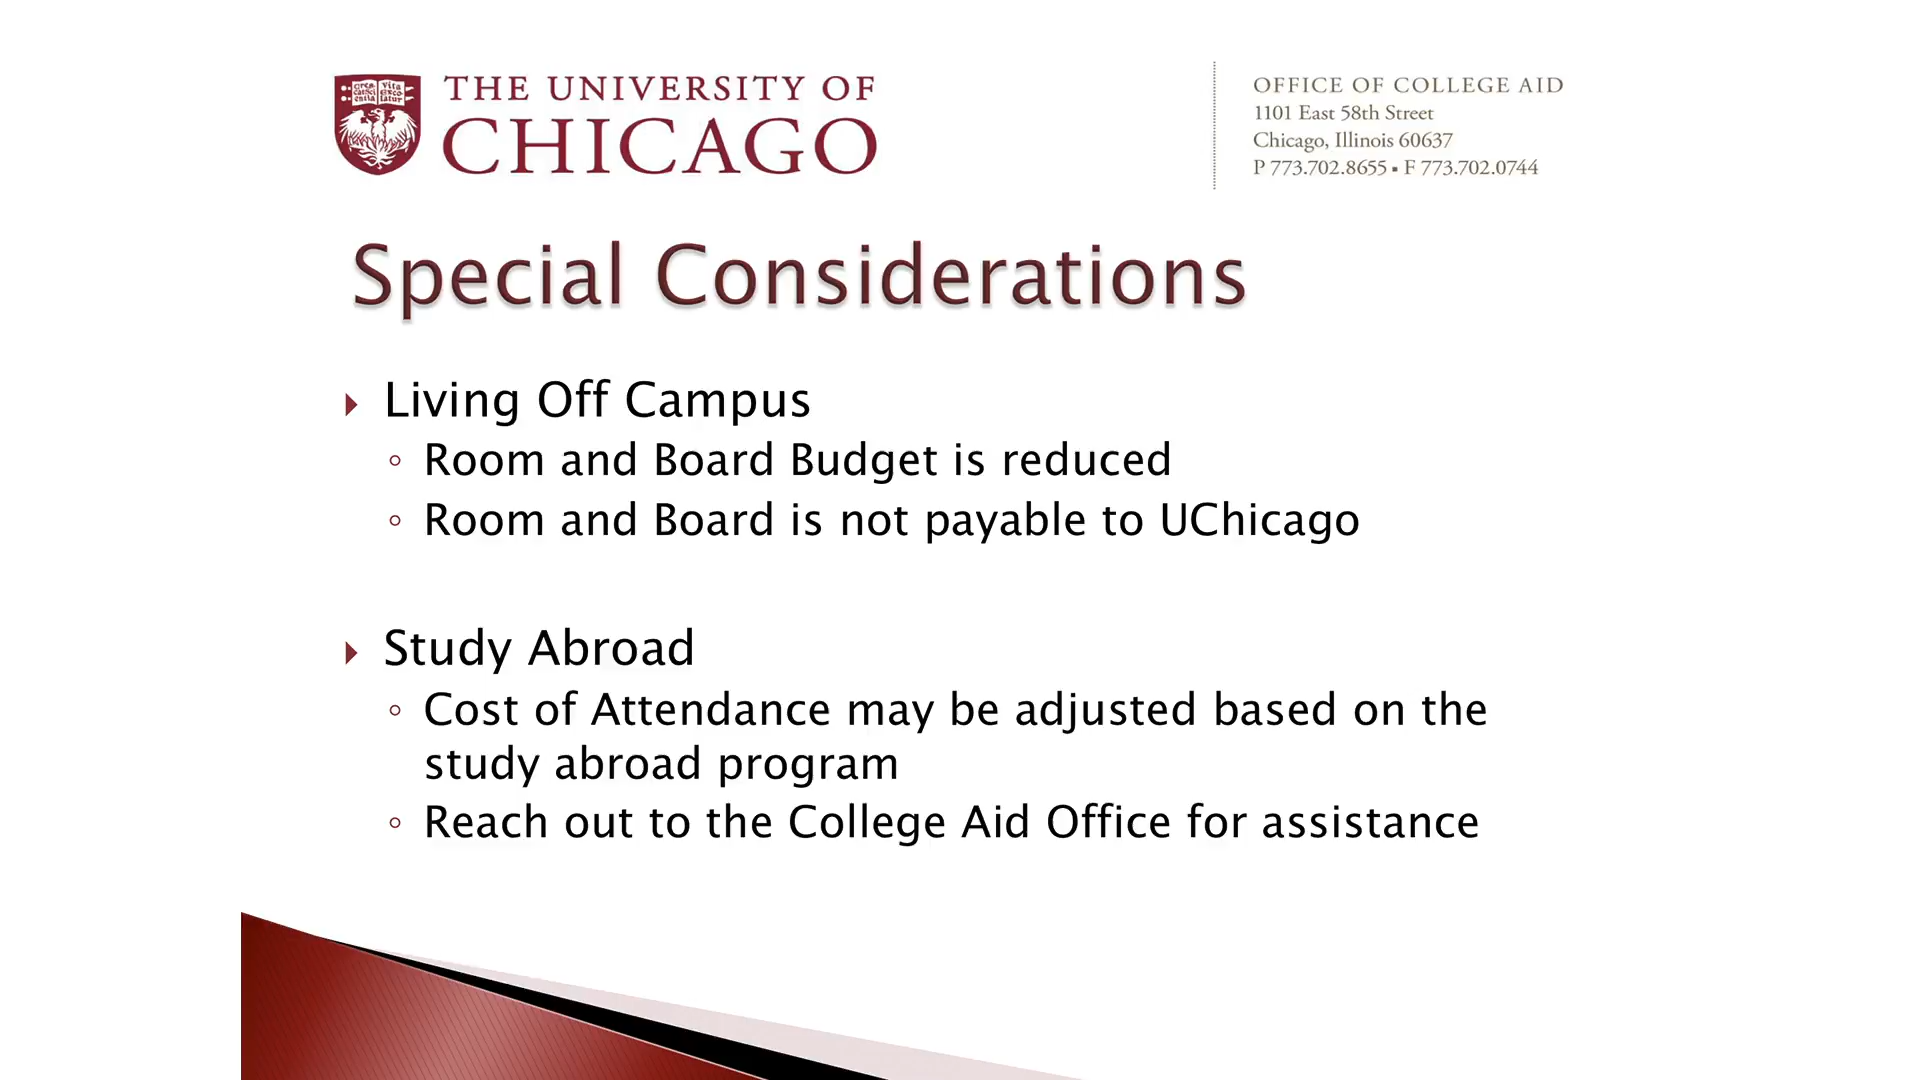 THE UNIVERSITY OF
CHICAGO
OFFICE OF COLLEGE AID
1101 East 58th Street
Chicago, Illinois 60637
P 773.702.8655 ▪ F 773.702.0744
Special Considerations
Living Off Campus
Room and Board Budget is reduced
Room and Board is not payable to UChicago
Study Abroad
Cost of Attendance may be adjusted based on the
study abroad program
Reach out to the College Aid Office for assistance